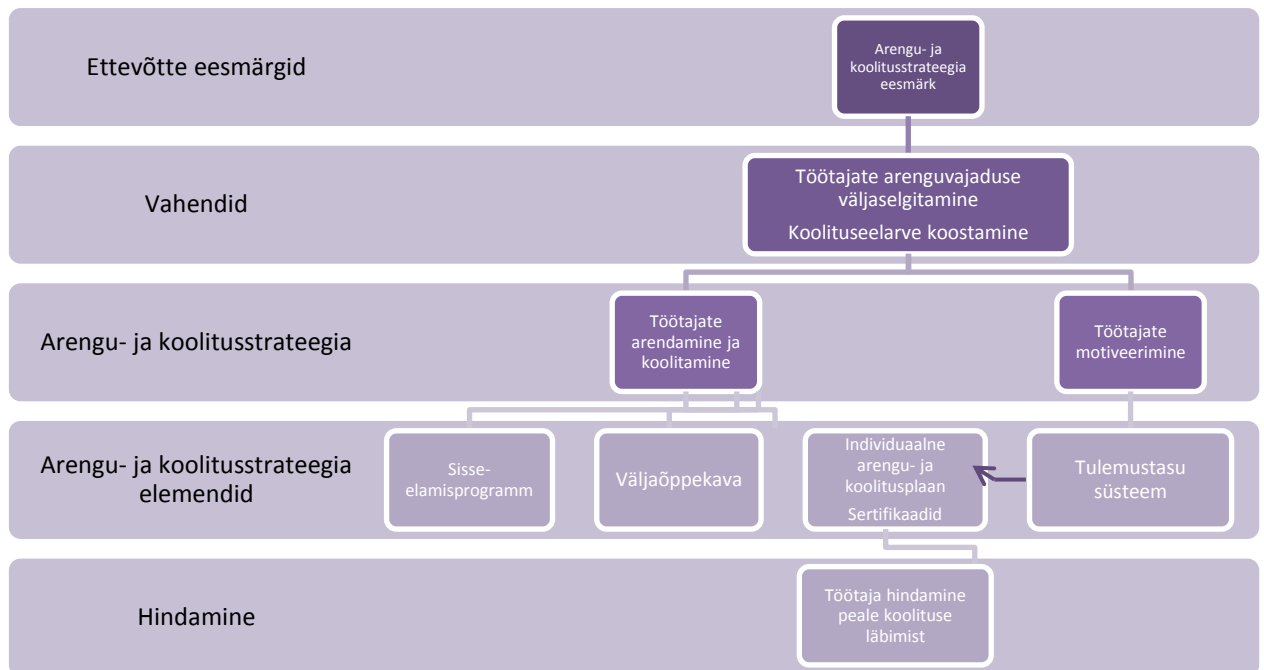 Ettevõtte eesmärgid
Arengu- ja
koolitusstrateegia
eesmärk
Vahendid
Töötajate arenguvajaduse
väljaselgitamine
Koolituseelarve koostamine
Arengu- ja koolitusstrateegia
Töötajate
arendamine ja
koolitamine
Töötajate
motiveerimine
Arengu- ja koolitusstrateegia
elemendid
Sisse-
elamisprogramm
Väljaõppekava
Individuaalne
arengu- ja
koolitusplaan
Sertifikaadid
Tulemustasu
süsteem
Hindamine
Töötaja hindamine
peale koolituse
läbimist